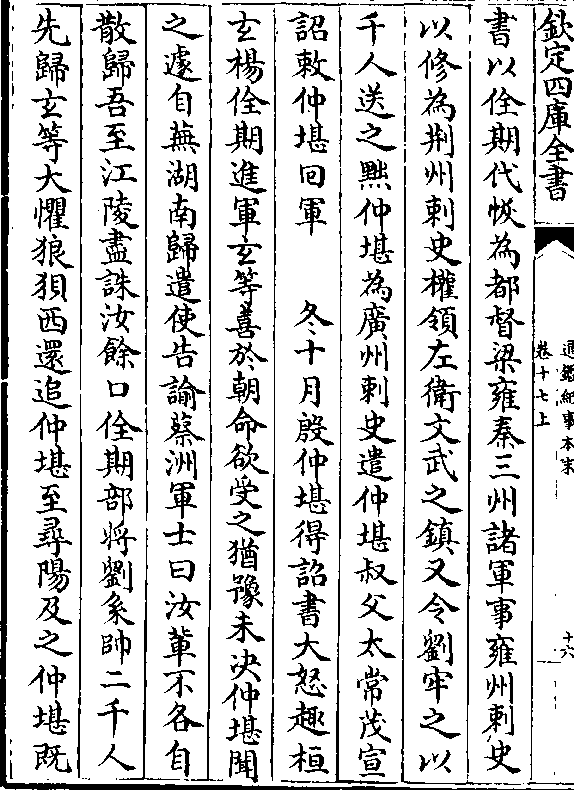 欽定四庫全書
通鑑紀事本末
卷十七上
十六
書以佺期代恢為都督梁雍秦三州諸軍事雍州刺史
以修為荆州刺史權領左衛文武之鎮又令劉牢之以
千人送之黜仲堪為廣州刺史遣仲堪叔父太常茂宣
詔敕仲堪回軍　冬十月殷仲堪得詔書大怒趣桓
玄楊佺期進軍玄等喜於朝命欲受之猶豫未决仲堪聞
之遽自蕪湖南歸遣使告諭蔡洲軍士曰汝軰不各自
散歸吾至江陵盡誅汝餘口佺期部将劉系帥二千人
先歸玄等大懼狼狽西還追仲堪至尋陽及之仲堪既